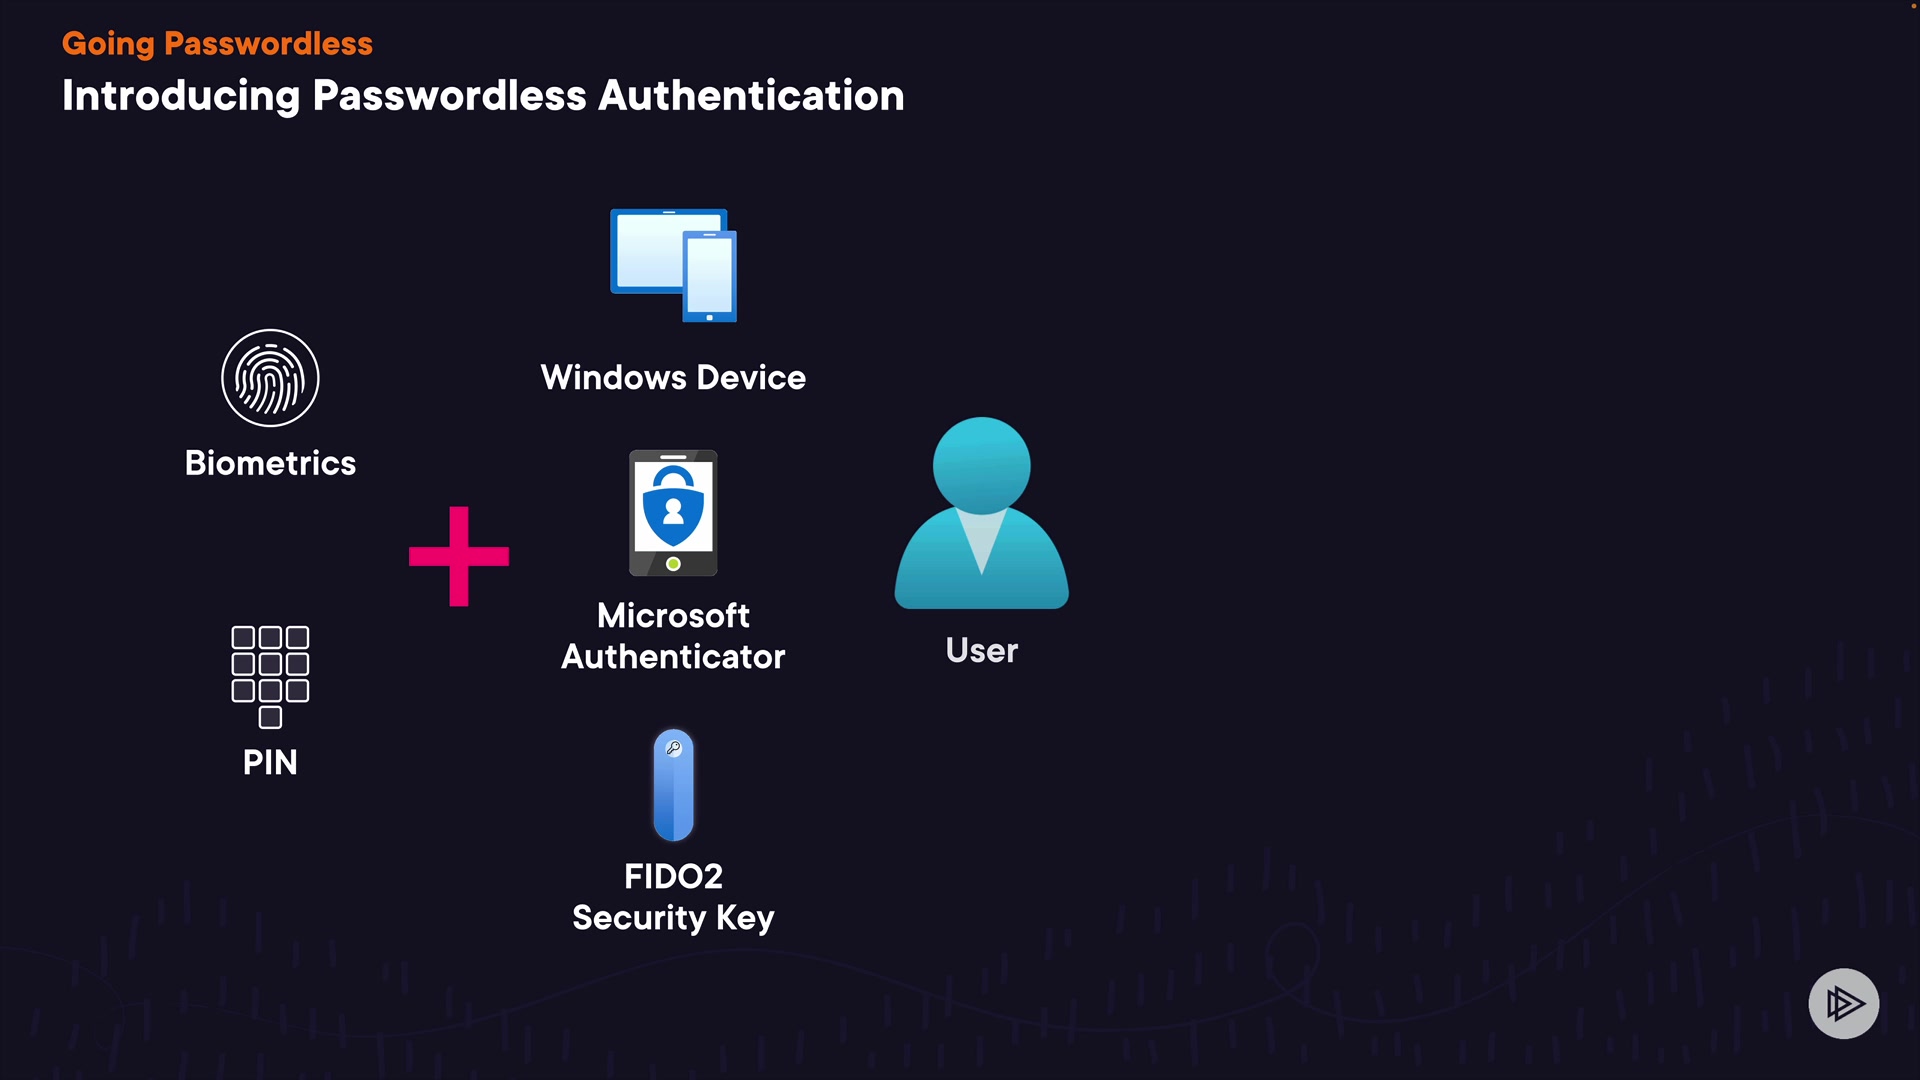 Going Passwordless
Introducing Passwordless Authentication
Biometrics
PIN
Windows Device
Microsoft
Authenticator
FIDO2
Security Key
User